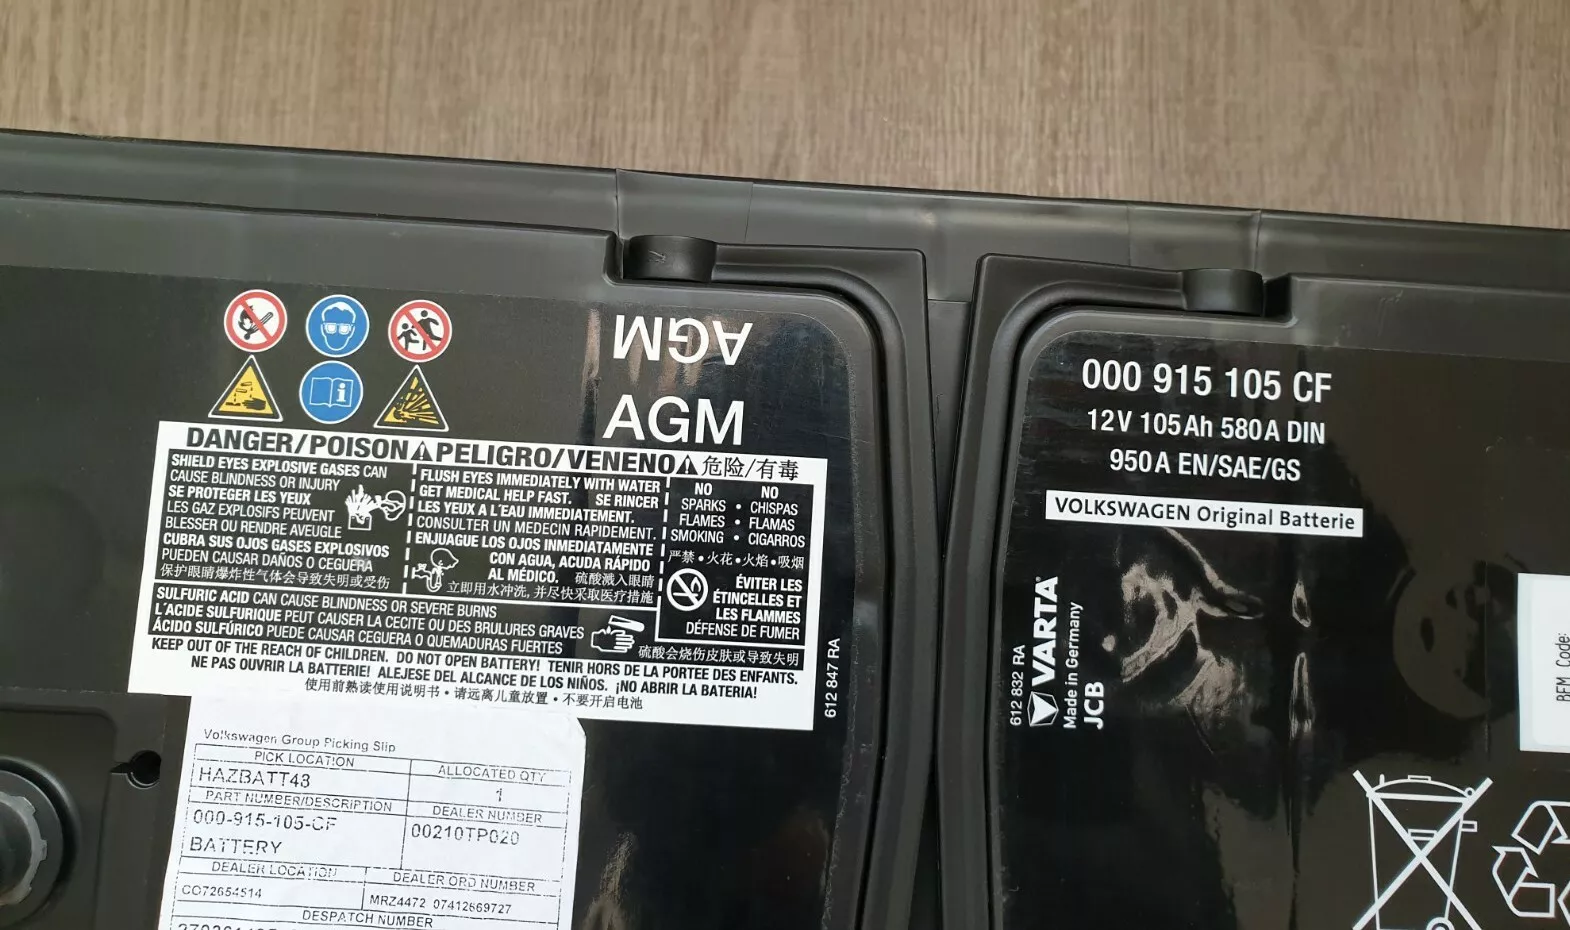 AGM
AGM
DANGER/POISON PELIGRO/VENENO 危险/有毒
SHIELD EYES EXPLOSIVE GASES CAN
CAUSE BLINDNESS OR INJURY
SE PROTEGER LES YEUX
LES GAZ EXPLOSIFS PEUVENT
BLESSER OU RENDRE AVEUGLE
CUBRA SUS OJOS GASES EXPLOSIVOS
PUEDEN CAUSAR DAÑOS O CEGUERA
保护眼睛爆炸性气体会导致失明或受伤
FLUSH EYES IMMEDIATELY WITH WATER
GET MEDICAL HELP FAST. SE RINCER
LES YEUX A L´EAU IMMEDIATEMENT.
CONSULTER UN MEDECIN RAPIDEMENT.
ENJUAGUE LOS OJOS INMEDIATAMENTE
CON AGUA, ACUDA RÁPIDO
AL MÉDICO. 硫酸溅入眼睛
立即用水冲洗, 并尽快采取医疗措施
NO NO
SPARKS • CHISPAS
FLAMES • FLAMAS
SMOKING • CIGARROS
严禁 • 火花 • 火焰 • 吸烟
ÉVITER LES
ÉTINCELLES ET
LES FLAMMES
DÉFENSE DE FUMER
SULFURIC ACID CAN CAUSE BLINDNESS OR SEVERE BURNS
L´ACIDE SULFURIQUE PEUT CAUSER LA CECITE OU DES BRULURES GRAVES
ÁCIDO SULFÚRICO PUEDE CAUSAR CEGUERA O QUEMADURAS FUERTES
硫酸会烧伤皮肤或导致失明
KEEP OUT OF THE REACH OF CHILDREN. DO NOT OPEN BATTERY! TENIR HORS DE LA PORTEE DES ENFANTS.
NE PAS OUVRIR LA BATTERIE! ALEJESE DEL ALCANCE DE LOS NIÑOS. ¡NO ABRIR LA BATERIA!
使用前熟读使用说明书 • 请远离儿童放置 • 不要开启电池
612 847 RA
Volkswagen Group Picking Slip
PICK LOCATION
HAZBATT43
ALLOCATED QTY
1
PART NUMBER/DESCRIPTION
000-915-105-CF
BATTERY
DEALER NUMBER
00210TP020
DEALER LOCATION
CO72654514
DEALER ORD NUMBER
MRZ4472 07412669727
DESPATCH NUMBER
000 915 105 CF
12V 105Ah 580A DIN
950A EN/SAE/GS
VOLKSWAGEN Original Batterie
612 832 RA
VARTA
Made in Germany
JCB
BEM Code: